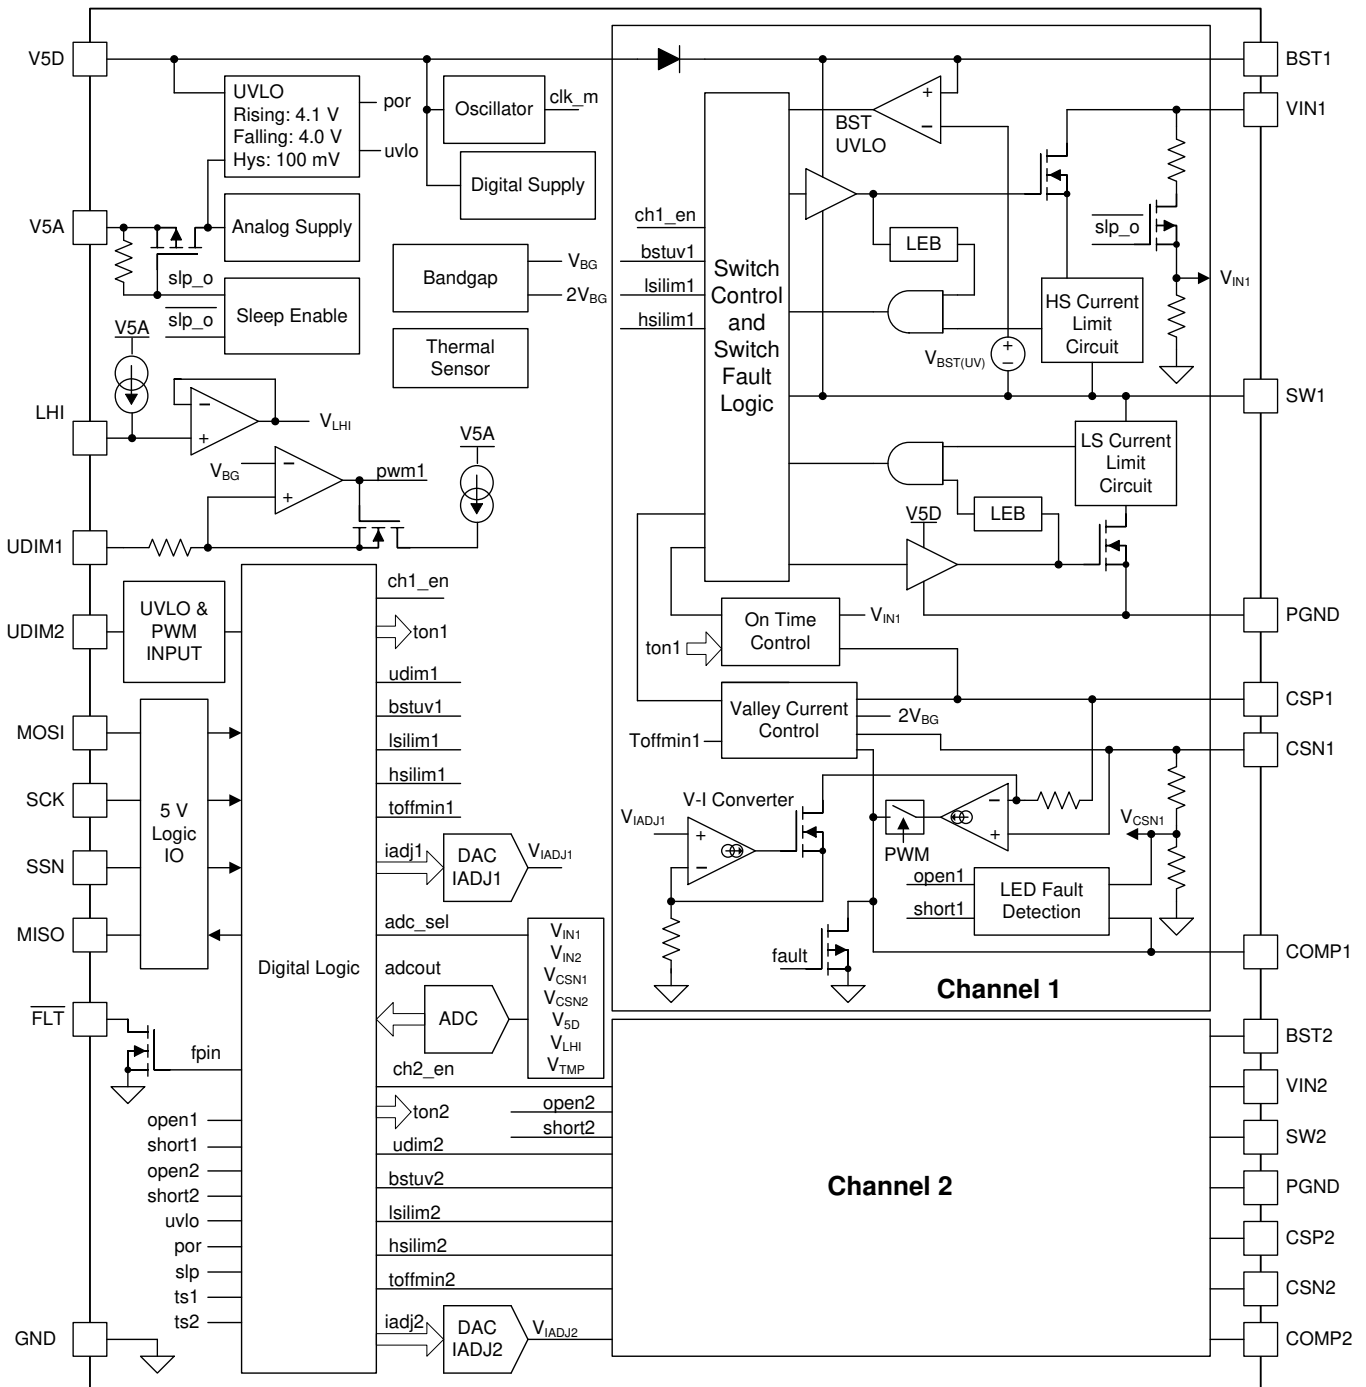 V5D
UVLO
Rising: 4.1 V
Falling: 4.0 V
Hys: 100 mV
por
uvlo
Oscillator
clk_m
Digital Supply
V5A
Analog Supply
slp_o
slp_o
Sleep Enable
Bandgap
VBG
2VBG
Thermal
Sensor
V5A
LHI
VLHI
VBG
pwm1
V5A
UDIM1
UDIM2
UVLO &
PWM
INPUT
MOSI
SCK
SSN
MISO
5 V
Logic
IO
FLT
fpin
open1
short1
open2
short2
uvlo
por
slp
ts1
ts2
GND
Digital Logic
ch1_en
ton1
udim1
bstuv1
lsilim1
hsilim1
toffmin1
iadj1
DAC
IADJ1
VIADJ1
adc_sel
adcout
ADC
VIN1
VIN2
VCSN1
VCSN2
V5D
VLHI
VTMP
ch2_en
ton2
open2
short2
udim2
bstuv2
lsilim2
hsilim2
toffmin2
iadj2
DAC
IADJ2
VIADJ2
ch1_en
bstuv1
lsilim1
hsilim1
Switch
Control
and
Switch
Fault
Logic
BST
UVLO
LEB
VBST(UV)
HS Current
Limit
Circuit
slp_o
VIN1
LS Current
Limit
Circuit
LEB
V5D
On Time
Control
VIN1
ton1
Valley Current
Control
2VBG
Toffmin1
V-I Converter
VIADJ1
PWM
VCSN1
open1
short1
LED Fault
Detection
fault
Channel 1
Channel 2
BST1
VIN1
SW1
PGND
CSP1
CSN1
COMP1
BST2
VIN2
SW2
PGND
CSP2
CSN2
COMP2